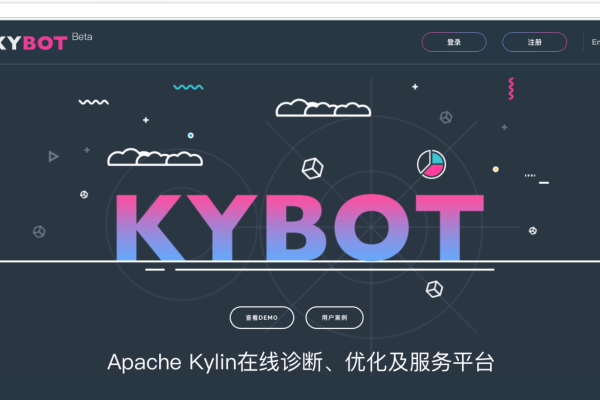 KYBOT Beta
登录
注册
En
KYBOT
查看DEMO
用户案例
Apache Kylin在线诊断、优化及服务平台